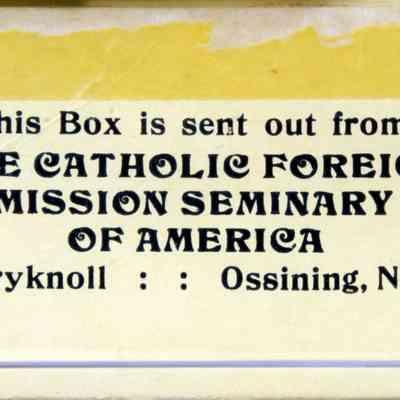 his Box is sent out from
E CATHOLIC FOREIG
MISSION SEMINARY
OF AMERICA
ryknoll : : Ossining, N